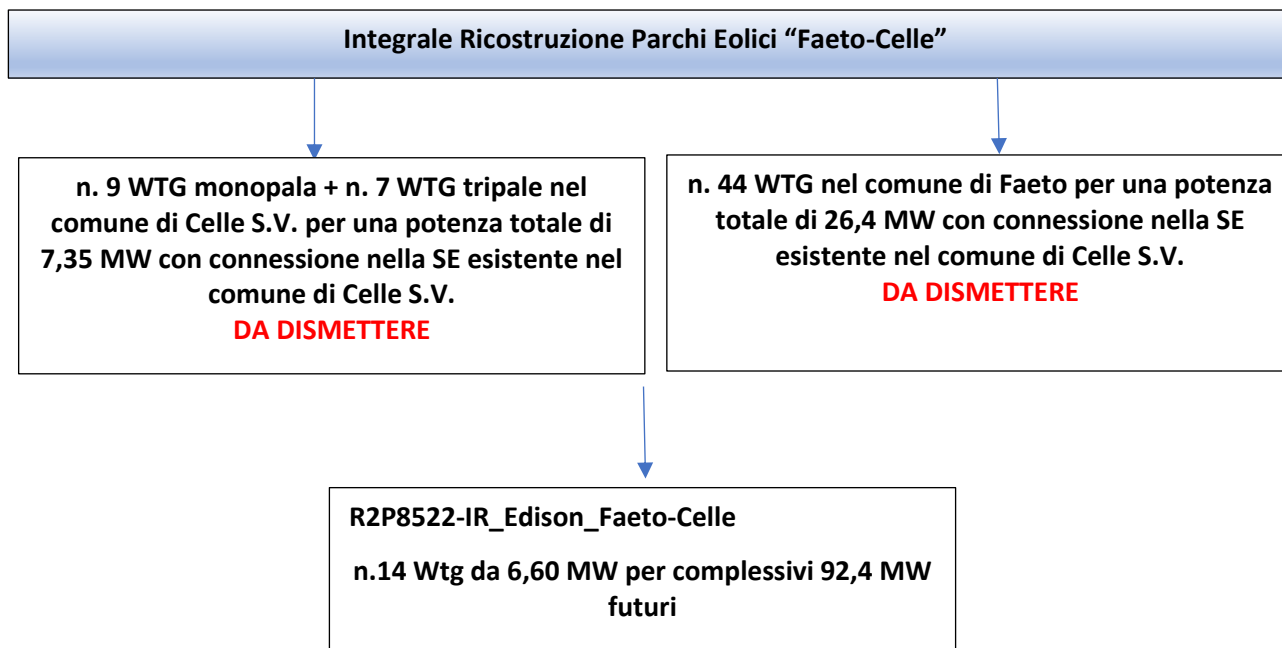 Integrale Ricostruzione Parchi Eolici “Faeto-Celle”
n. 9 WTG monopala + n. 7 WTG tripale nel
comune di Celle S.V. per una potenza totale di
7,35 MW con connessione nella SE esistente nel
comune di Celle S.V.
DA DISMETTERE
n. 44 WTG nel comune di Faeto per una potenza
totale di 26,4 MW con connessione nella SE
esistente nel comune di Celle S.V.
DA DISMETTERE
R2P8522-IR_Edison_Faeto-Celle
n.14 Wtg da 6,60 MW per complessivi 92,4 MW
futuri